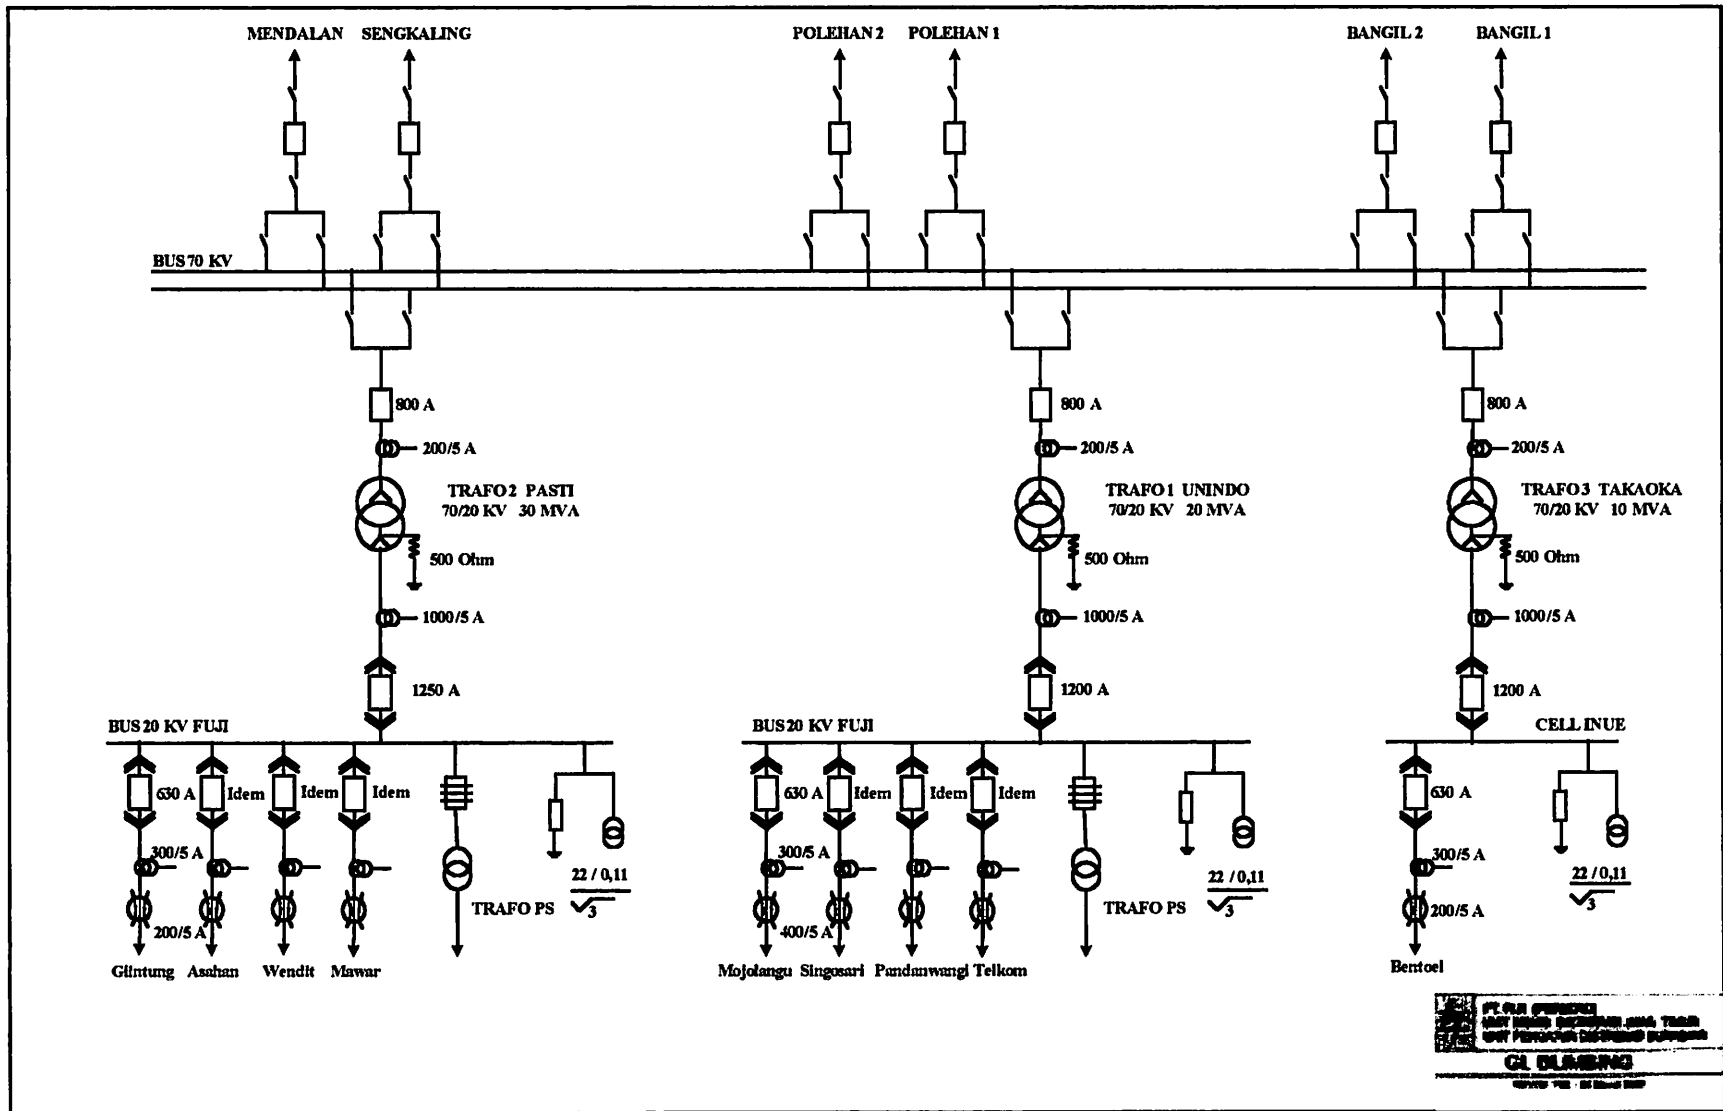 MENDALAN SENGKALING POLEHAN 2 POLEHAN 1 BANGIL 2 BANGIL 1
BUS 70 KV
800 A 800 A 800 A
200/5 A 200/5 A 200/5 A
TRAFO 2 PASTI TRAFO 1 UNINDO TRAFO 3 TAKAOKA
70/20 KV 30 MVA 70/20 KV 20 MVA 70/20 KV 10 MVA
500 Ohm 500 Ohm 500 Ohm
1000/5 A 1000/5 A 1000/5 A
1250 A 1200 A 1200 A
BUS 20 KV FUJI BUS 20 KV FUJI CELL INUE
630 A Idem Idem Idem 630 A Idem Idem Idem 630 A
300/5 A 300/5 A 300/5 A
22 / 0,11 22 / 0,11 22 / 0,11
√3 √3 √3
TRAFO PS TRAFO PS
200/5 A 400/5 A 200/5 A
Glintung Asahan Wendit Mawar Mojolangu Singosari Pandanwangi Telkom Bentoel
GI. BLIMBING